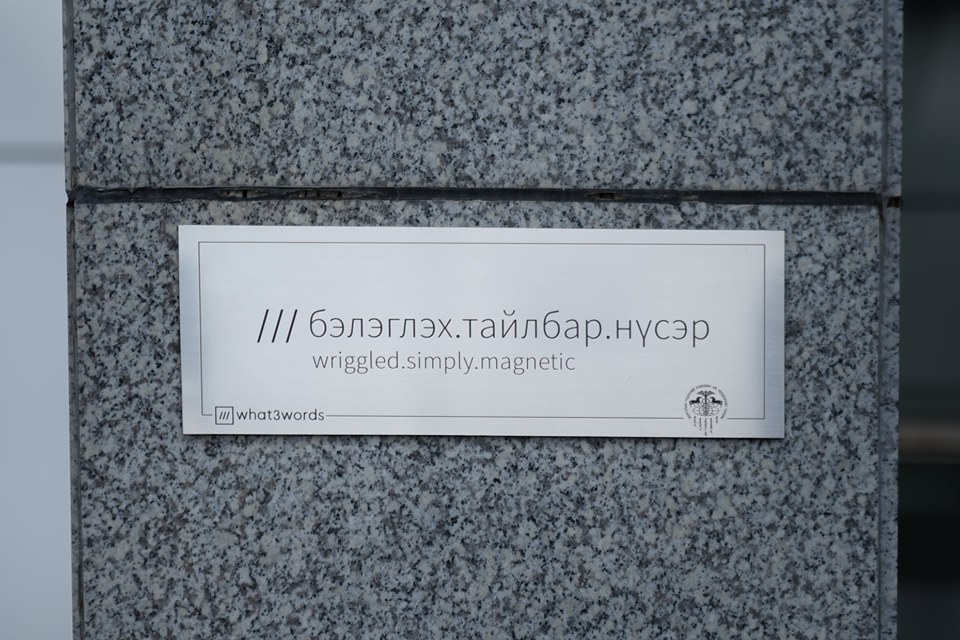 /// бэлэглэх.тайлбар.нүсэр
wriggled.simply.magnetic
/// what3words